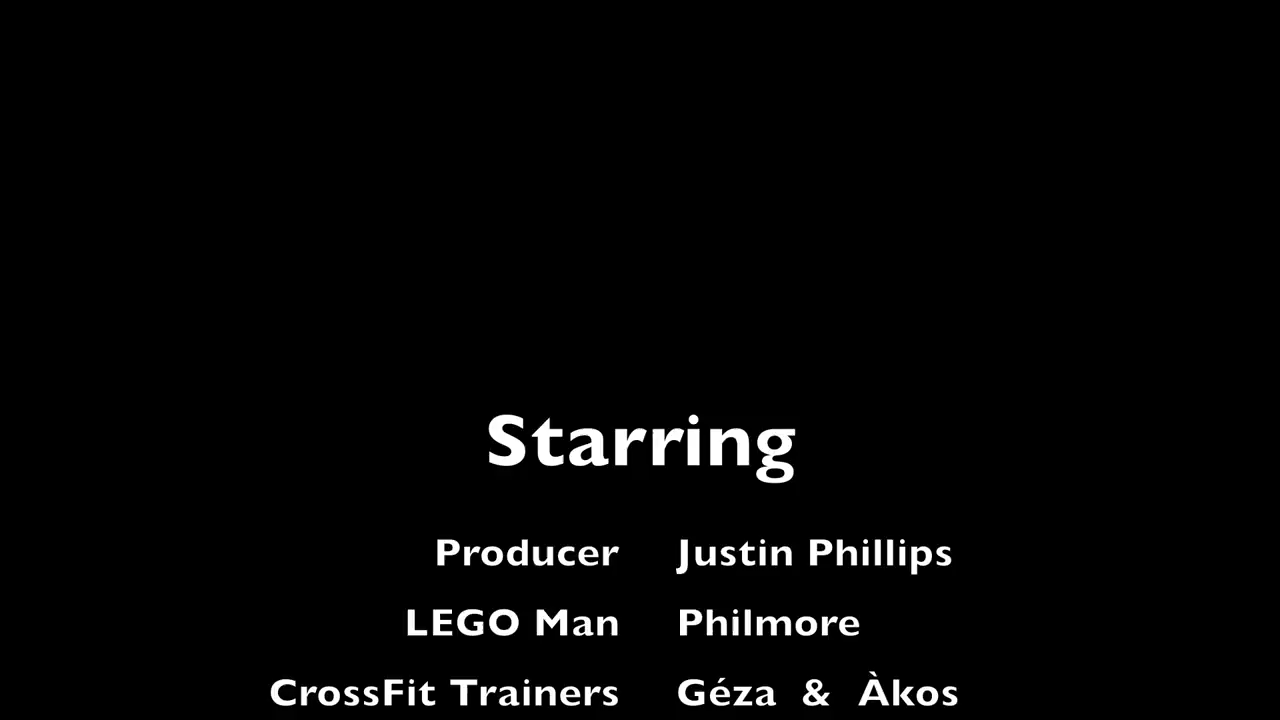 Starring
Producer Justin Phillips
LEGO Man Philmore
CrossFit Trainers Géza & Àkos